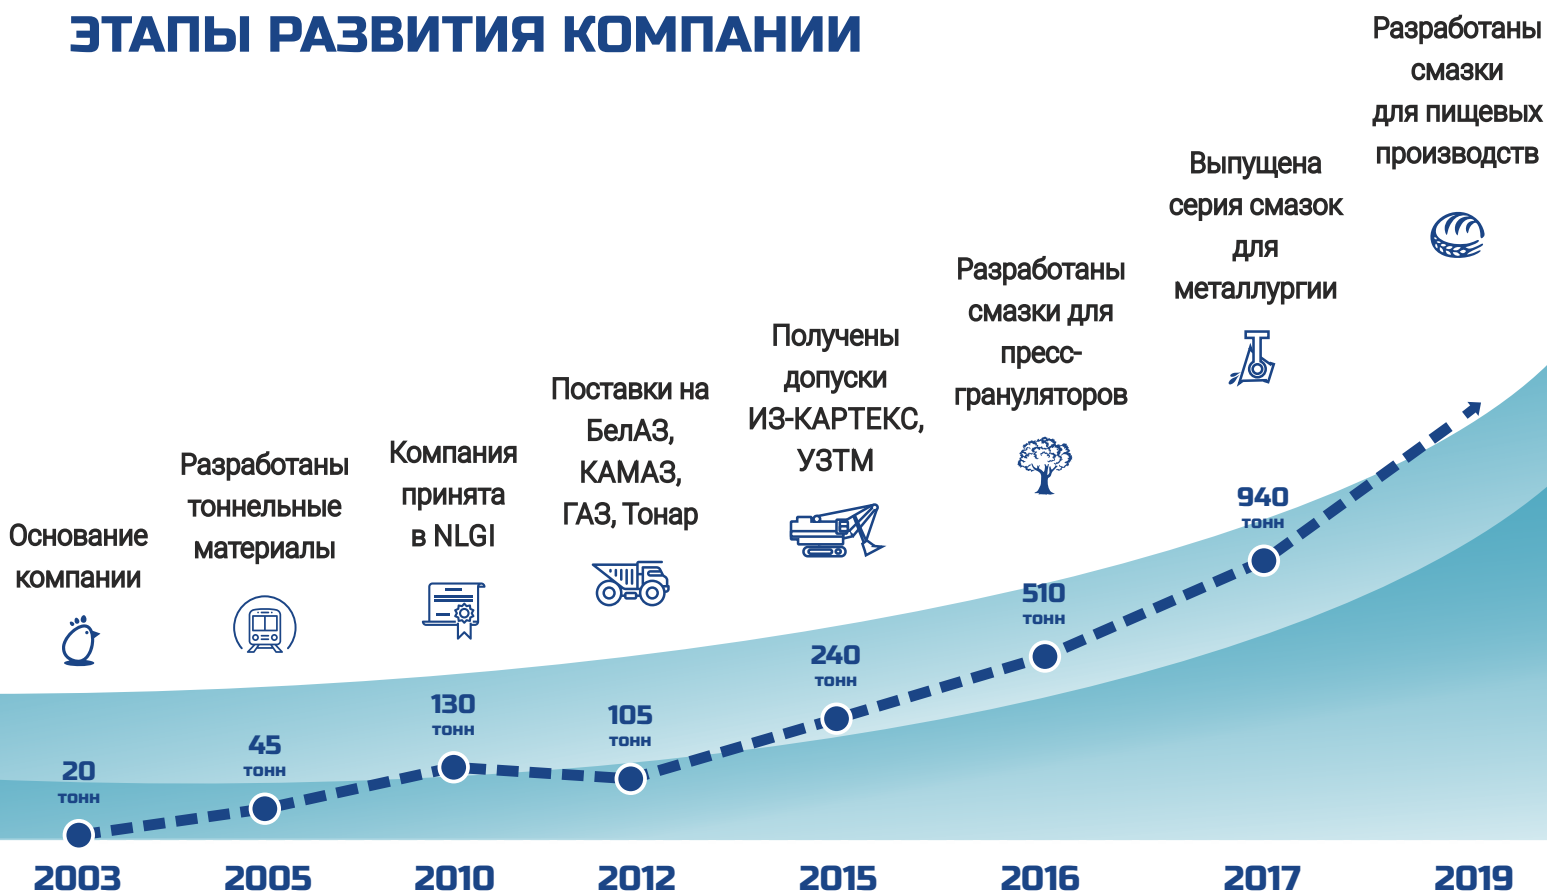 ЭТАПЫ РАЗВИТИЯ КОМПАНИИ
Основание
компании
20
тонн
2003
Разработаны
тоннельные
материалы
45
тонн
2005
Компания
принята
в NLGI
130
тонн
2010
Поставки на
БелАЗ,
КАМАЗ,
ГАЗ, Тонар
105
тонн
2012
Получены
допуски
ИЗ-КАРТЕКС,
УЗТМ
240
тонн
2015
Разработаны
смазки для
пресс-
грануляторов
510
тонн
2016
Выпущена
серия смазок
для
металлургии
940
тонн
2017
Разработаны
смазки
для пищевых
производств
2019